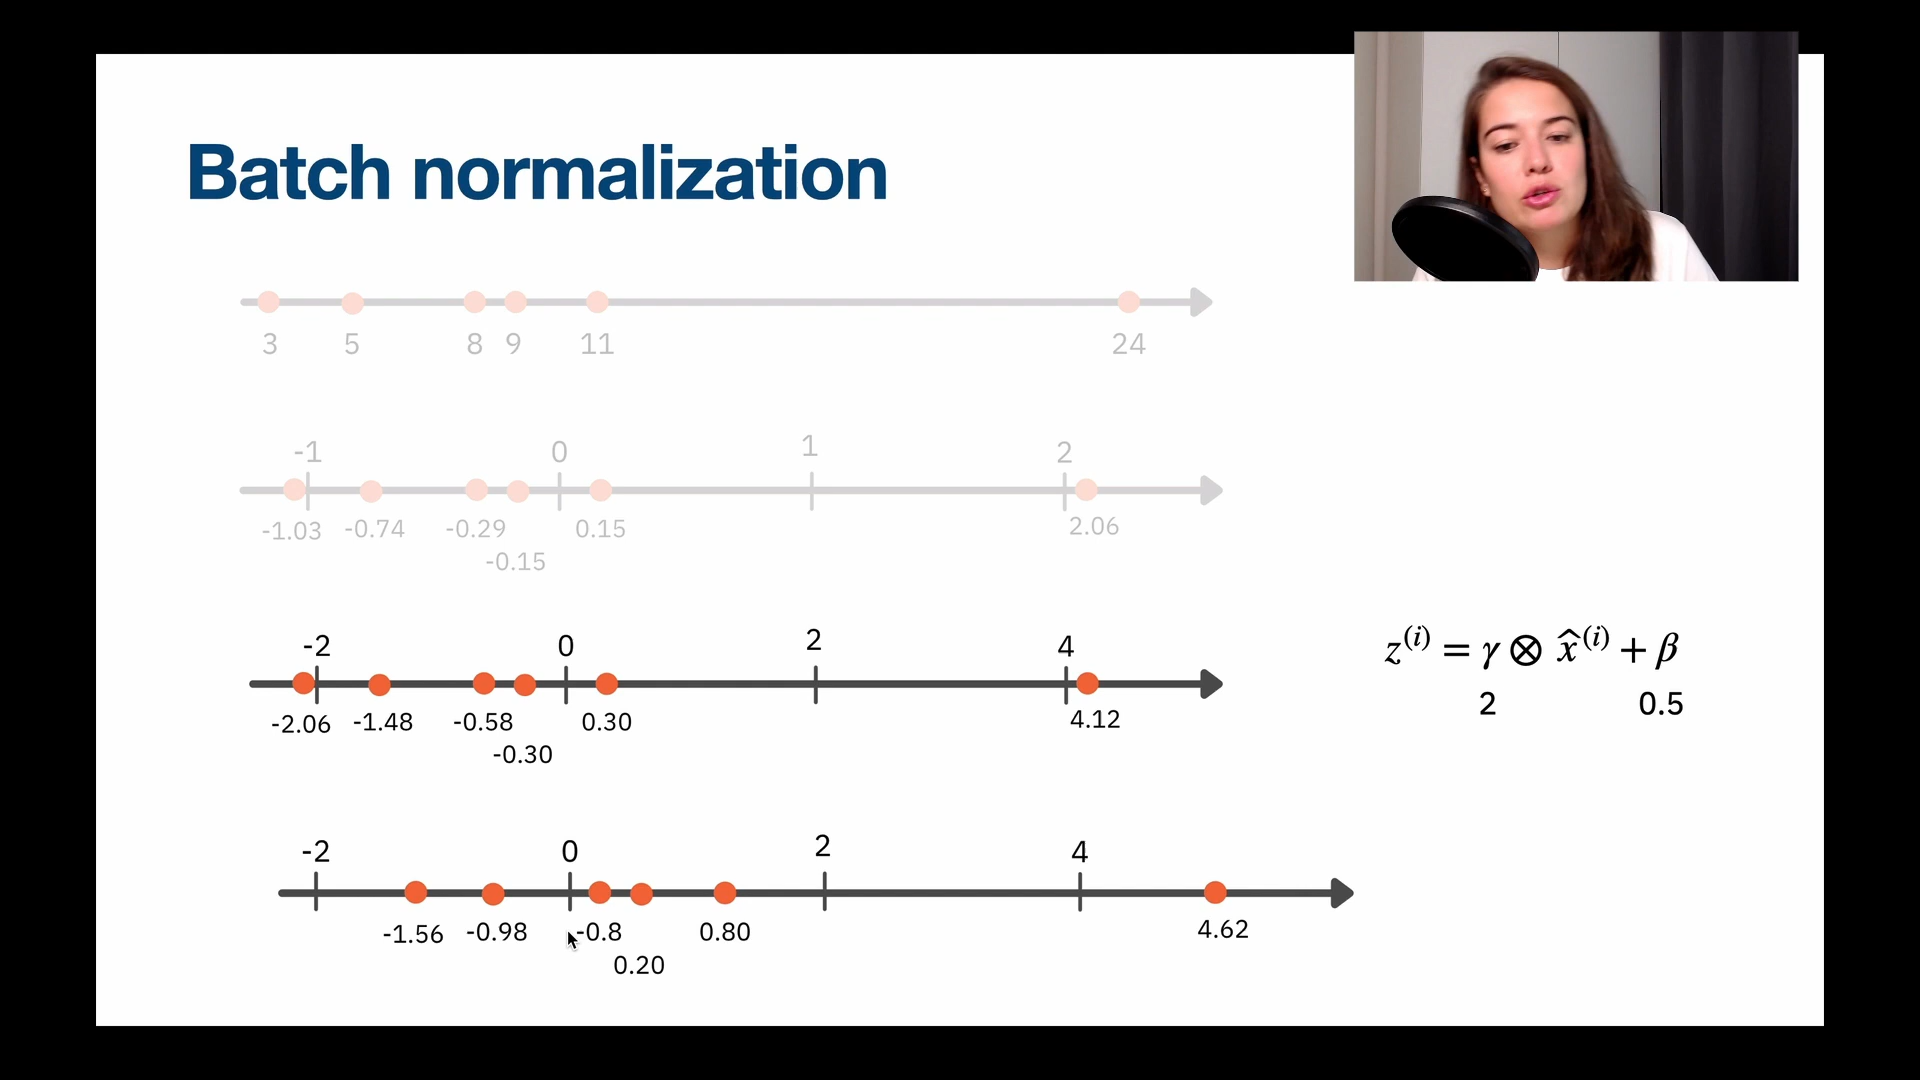 Batch normalization
3 5 8 9 11 24
-1 0 1 2
-1.03 -0.74 -0.29 0.15 2.06
-0.15
-2 0 2 4
z⁽ⁱ⁾ = γ ⊗ x̂⁽ⁱ⁾ + β
2 0.5
-2.06 -1.48 -0.58 0.30 4.12
-0.30
-2 0 2 4
-1.56 -0.98 -0.8 0.80 4.62
0.20